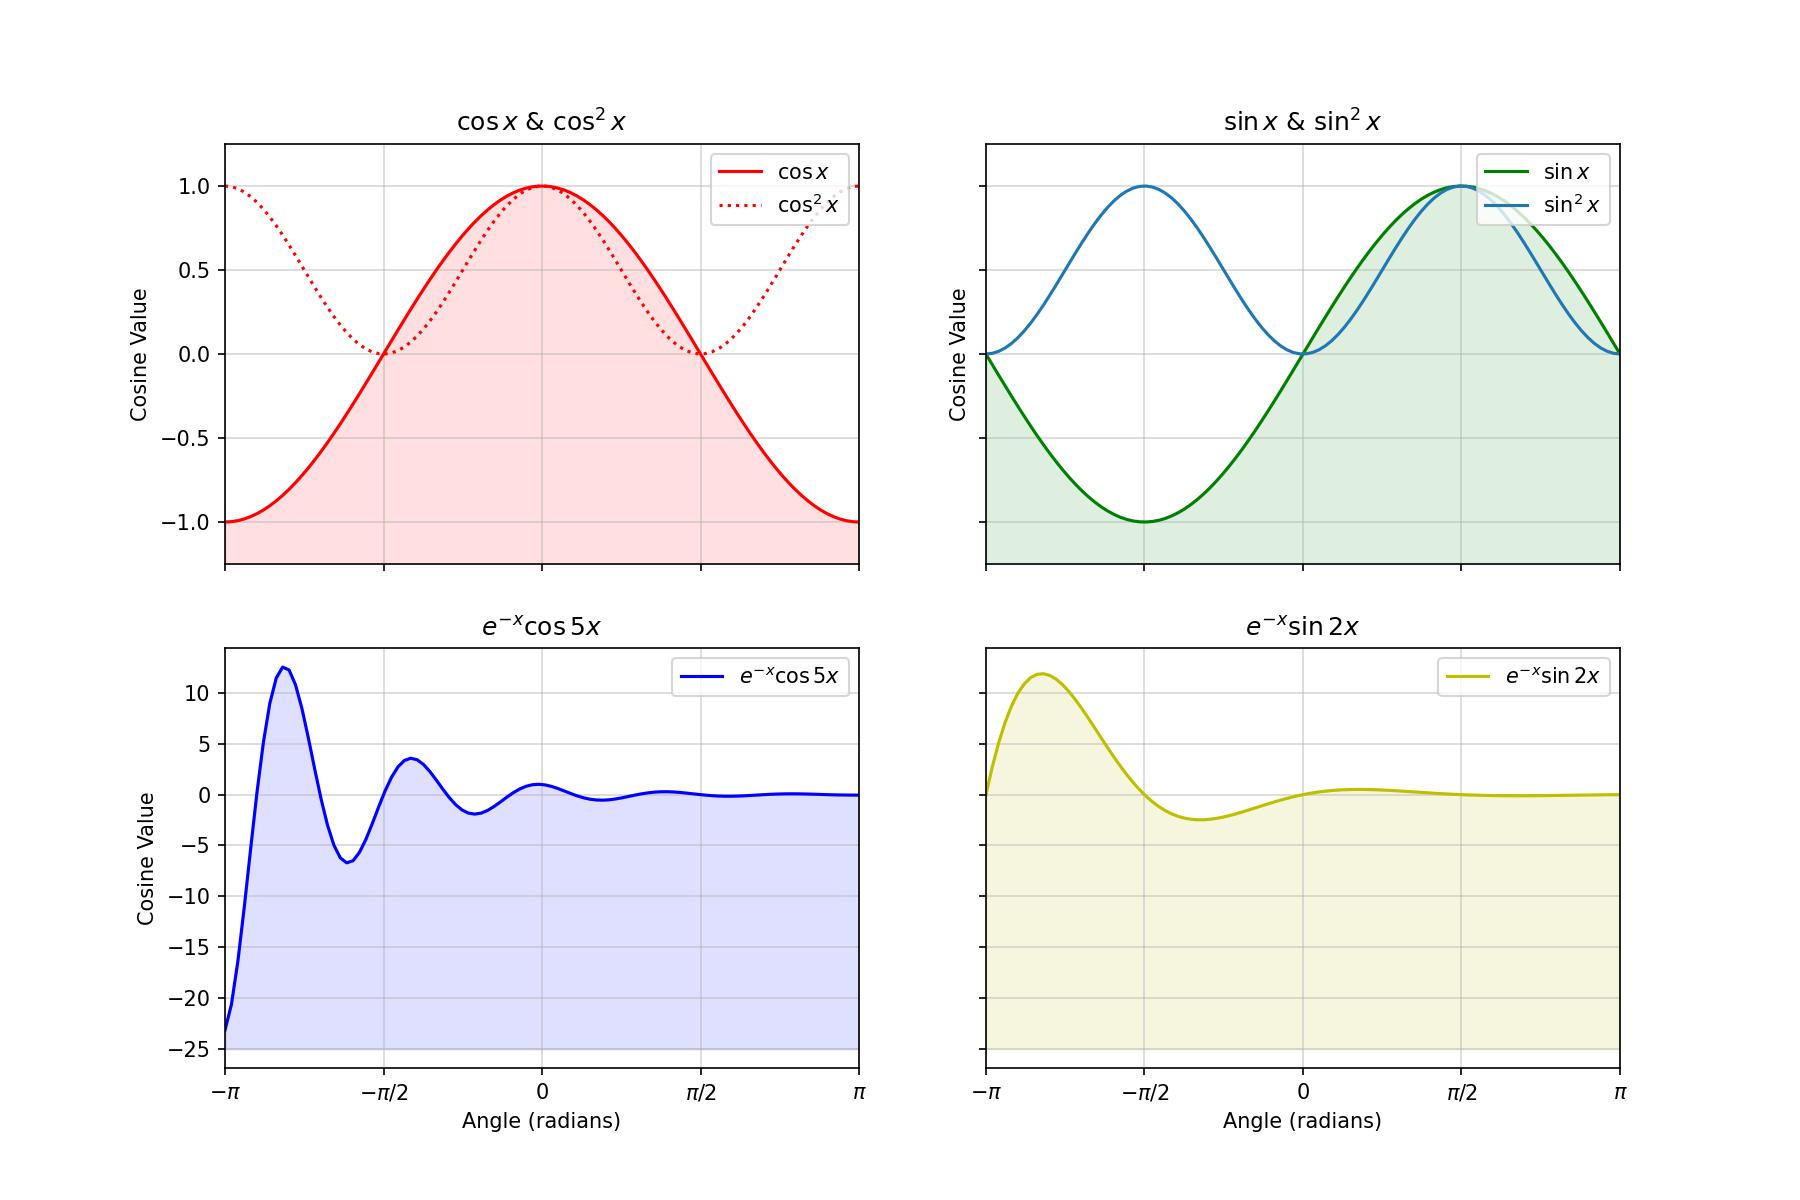 cos x & cos² x
cos x
cos² x
1.0
0.5
0.0
−0.5
−1.0
Cosine Value
sin x & sin² x
sin x
sin² x
Cosine Value
e⁻ˣcos 5x
e⁻ˣcos 5x
10
5
0
−5
−10
−15
−20
−25
Cosine Value
−π −π/2 0 π/2 π
Angle (radians)
e⁻ˣsin 2x
e⁻ˣsin 2x
−π −π/2 0 π/2 π
Angle (radians)